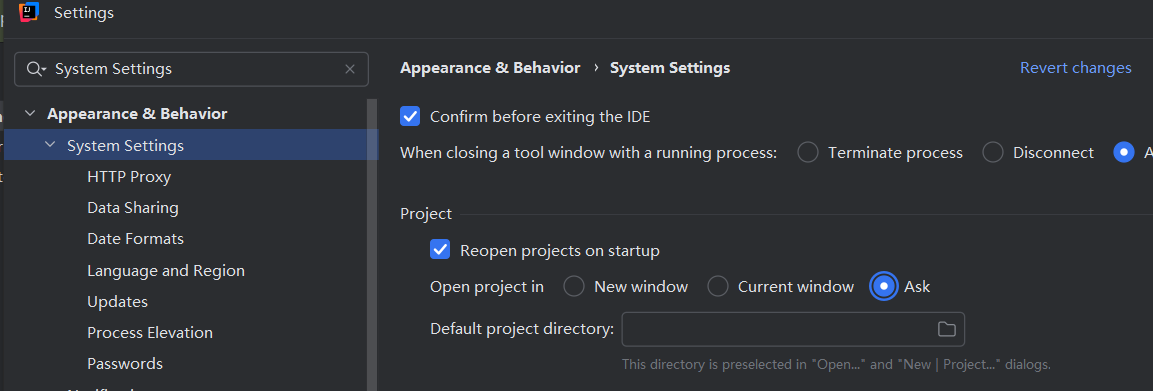 Settings
System Settings
Appearance & Behavior
System Settings
HTTP Proxy
Data Sharing
Date Formats
Language and Region
Updates
Process Elevation
Passwords
Appearance & Behavior › System Settings
Revert changes
Confirm before exiting the IDE
When closing a tool window with a running process: Terminate process Disconnect
Project
Reopen projects on startup
Open project in New window Current window Ask
Default project directory:
This directory is preselected in "Open..." and "New | Project..." dialogs.